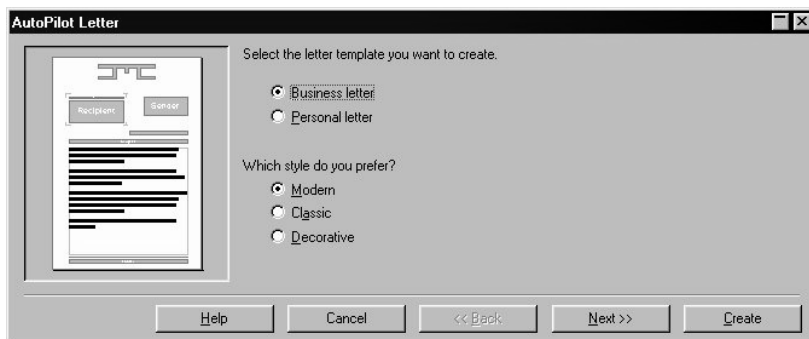 AutoPilot Letter
Select the letter template you want to create.
Recipient
Sender
Business letter
Personal letter
Which style do you prefer?
Modern
Classic
Decorative
Help
Cancel
<< Back
Next >>
Create